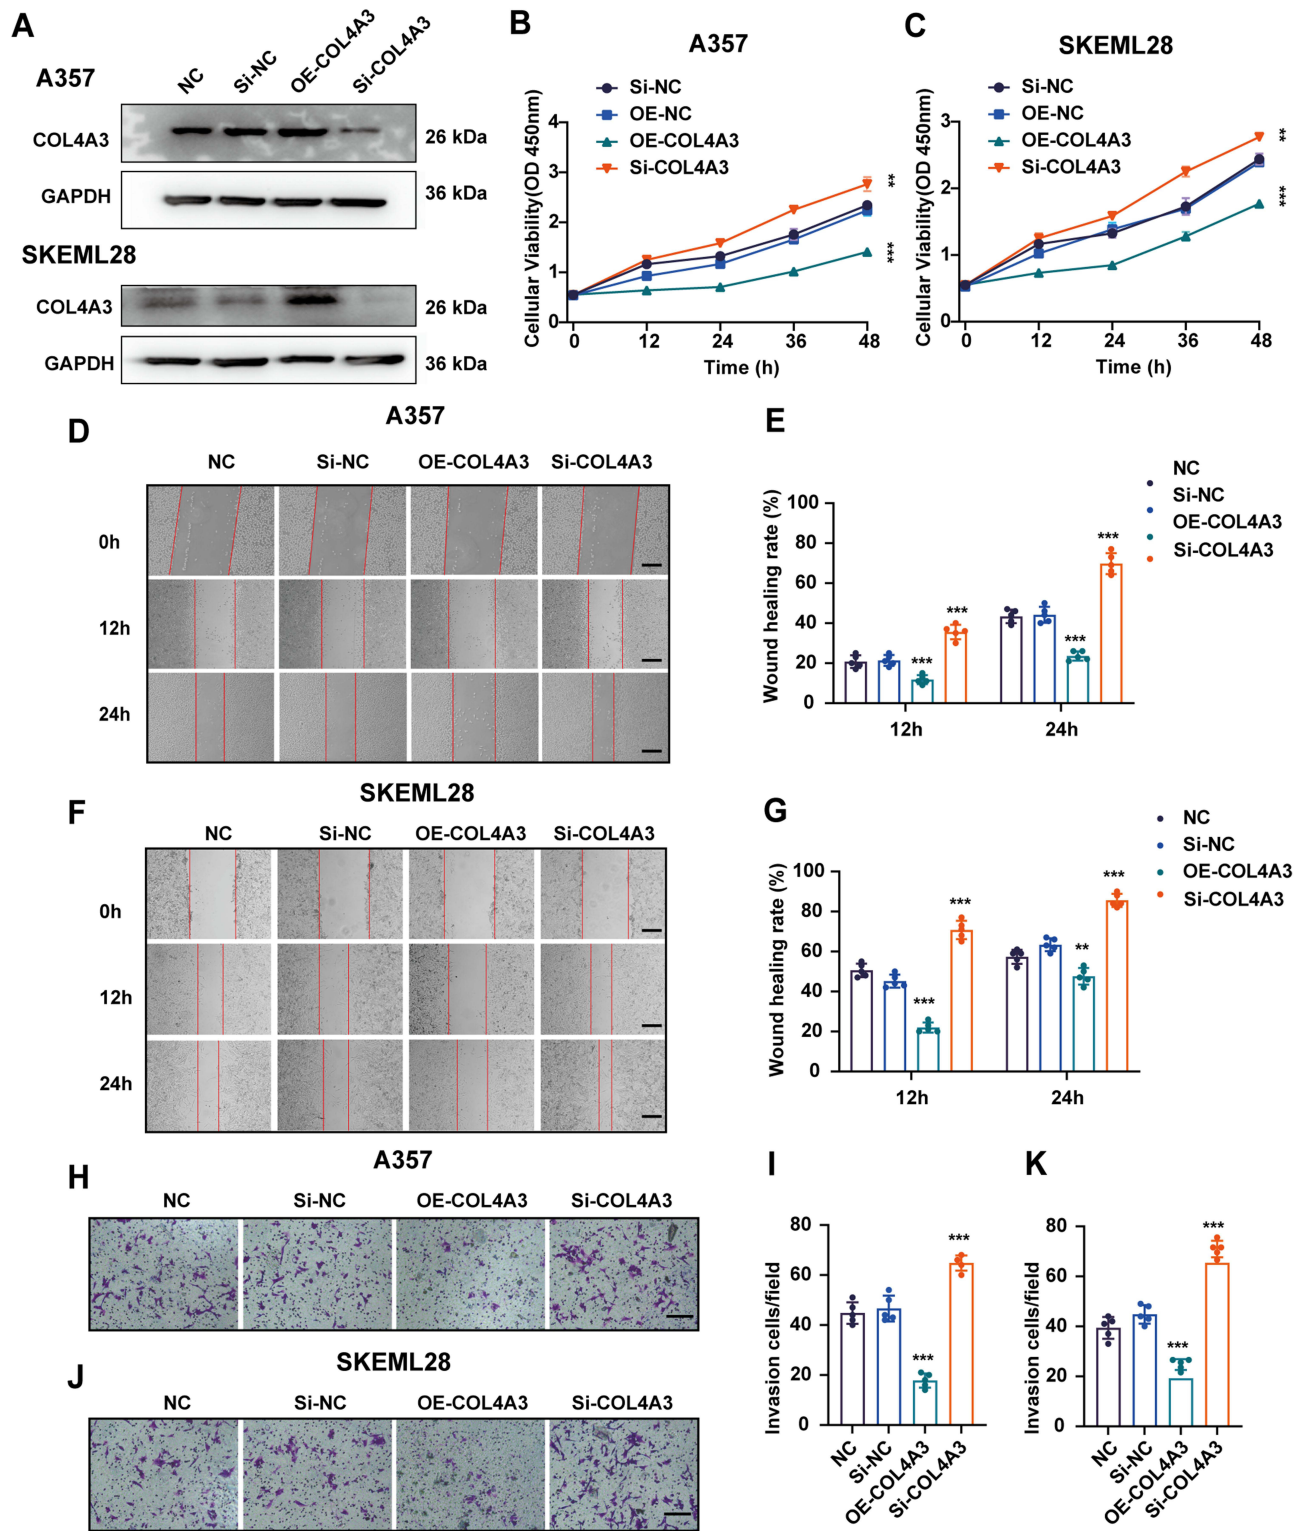 A
A357
NC
Si-NC
OE-COL4A3
Si-COL4A3
COL4A3
26 kDa
GAPDH
36 kDa
SKEML28
COL4A3
26 kDa
GAPDH
36 kDa
B
A357
Si-NC
OE-NC
OE-COL4A3
Si-COL4A3
Cellular Viability(OD 450nm)
4
3
2
1
0
**
***
0 12 24 36 48
Time (h)
C
SKEML28
Si-NC
OE-NC
OE-COL4A3
Si-COL4A3
Cellular Viability(OD 450nm)
3
2
1
0
**
***
0 12 24 36 48
Time (h)
D
A357
NC Si-NC OE-COL4A3 Si-COL4A3
0h
12h
24h
E
NC
Si-NC
OE-COL4A3
Si-COL4A3
Wound healing rate (%)
100
80
60
40
20
0
*** *** *** ***
12h 24h
F
SKEML28
NC Si-NC OE-COL4A3 Si-COL4A3
0h
12h
24h
G
NC
Si-NC
OE-COL4A3
Si-COL4A3
Wound healing rate (%)
100
80
60
40
20
0
*** *** ** ***
12h 24h
H
A357
NC Si-NC OE-COL4A3 Si-COL4A3
I
Invasion cells/field
80
60
40
20
0
*** ***
NC Si-NC OE-COL4A3 Si-COL4A3
J
SKEML28
NC Si-NC OE-COL4A3 Si-COL4A3
K
Invasion cells/field
80
60
40
20
0
*** ***
NC Si-NC OE-COL4A3 Si-COL4A3